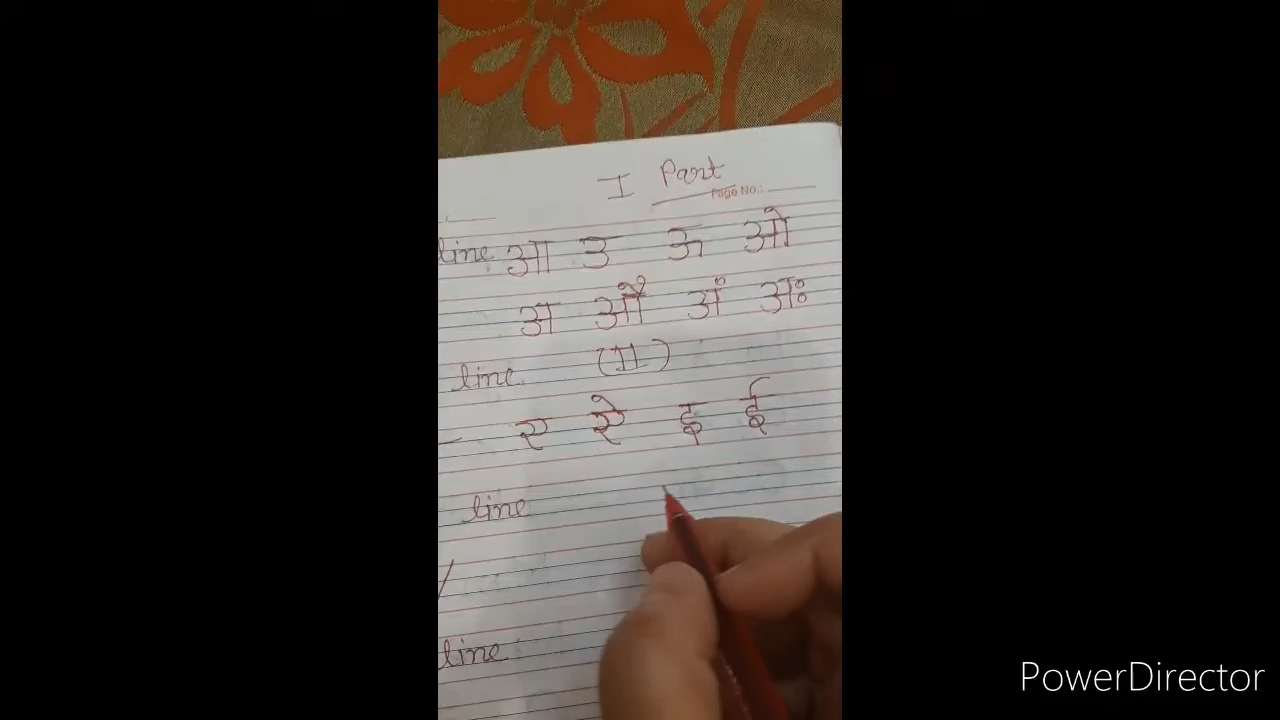 I Part
Page No.:
line आ उ ऊ ओ
अ औ अं अः
line (II)
ए ऐ इ ई
line
line
PowerDirector